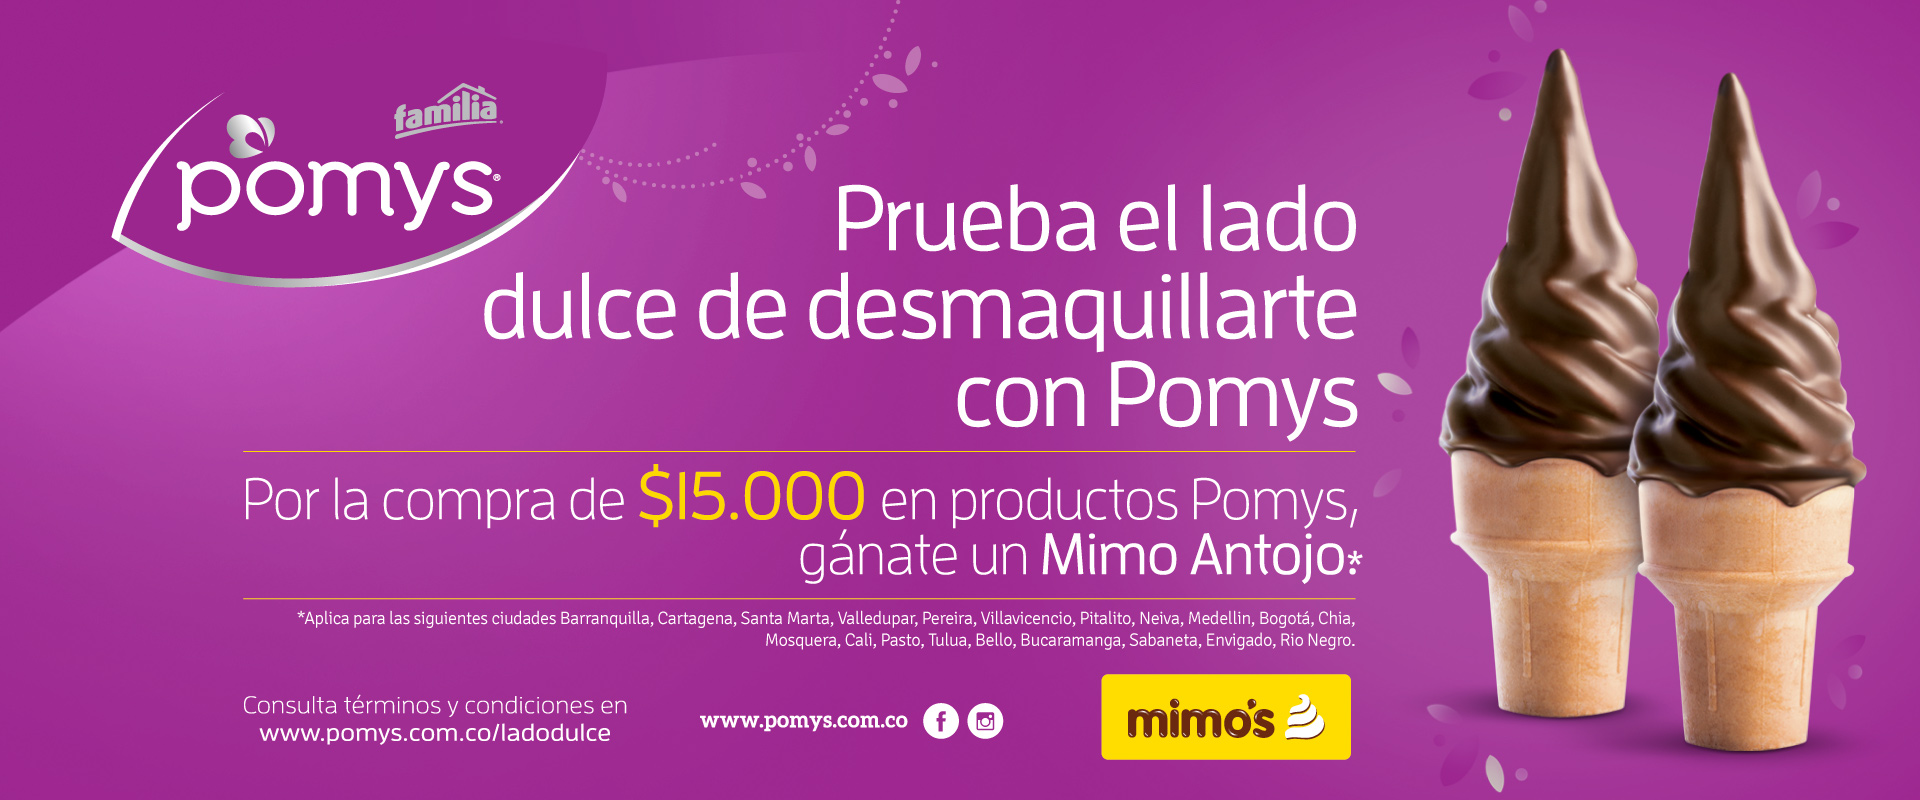 familia
pomys®
Prueba el lado
dulce de desmaquillarte
con Pomys
Por la compra de $15.000 en productos Pomys,
gánate un Mimo Antojo.*
*Aplica para las siguientes ciudades Barranquilla, Cartagena, Santa Marta, Valledupar, Pereira, Villavicencio, Pitalito, Neiva, Medellin, Bogotá, Chia,
Mosquera, Cali, Pasto, Tulua, Bello, Bucaramanga, Sabaneta, Envigado, Rio Negro.
Consulta términos y condiciones en
www.pomys.com.co/ladodulce
www.pomys.com.co
mimo's